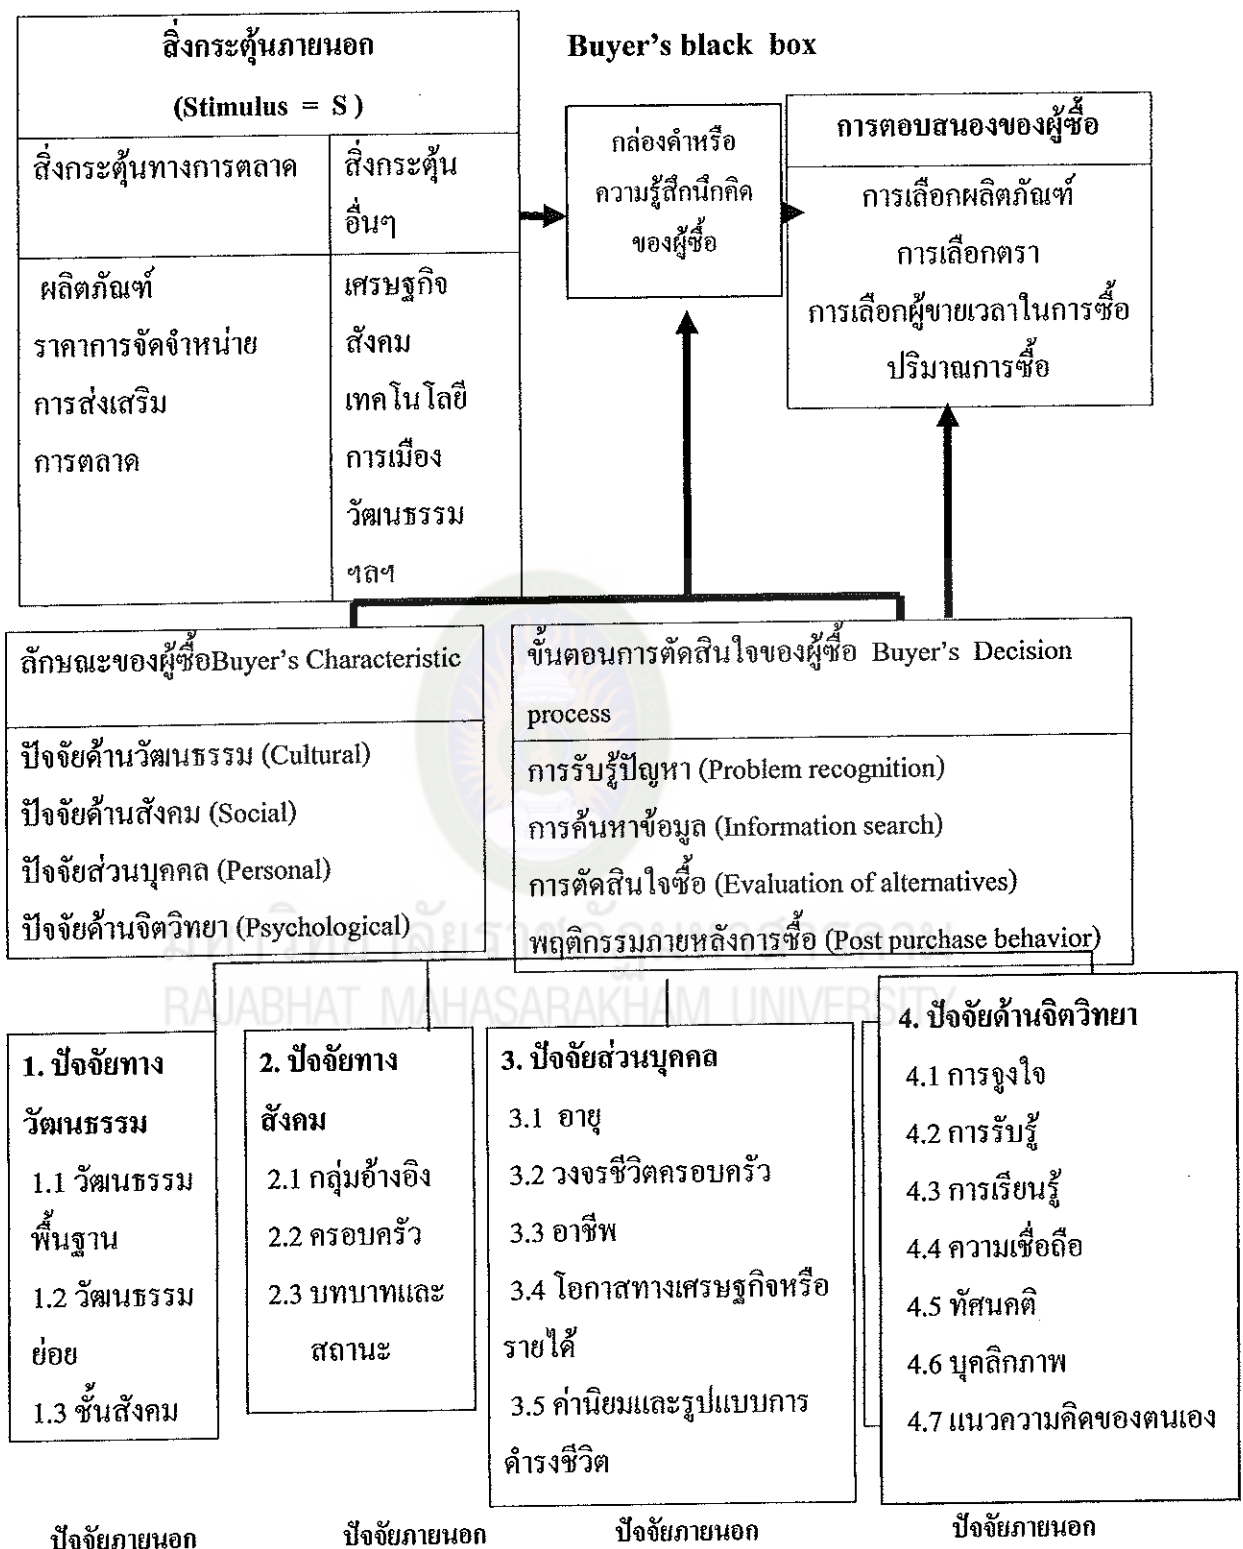 สิ่งกระตุ้นภายนอก
(Stimulus = S )
สิ่งกระตุ้นทางการตลาด
สิ่งกระตุ้น
อื่นๆ
ผลิตภัณฑ์
ราคาการจัดจำหน่าย
การส่งเสริม
การตลาด
เศรษฐกิจ
สังคม
เทคโนโลยี
การเมือง
วัฒนธรรม
ฯลฯ
Buyer's black box
กล่องดำหรือ
ความรู้สึกนึกคิด
ของผู้ซื้อ
การตอบสนองของผู้ซื้อ
การเลือกผลิตภัณฑ์
การเลือกตรา
การเลือกผู้ขายเวลาในการซื้อ
ปริมาณการซื้อ
ลักษณะของผู้ซื้อBuyer's Characteristic
ปัจจัยด้านวัฒนธรรม (Cultural)
ปัจจัยด้านสังคม (Social)
ปัจจัยส่วนบุคคล (Personal)
ปัจจัยด้านจิตวิทยา (Psychological)
ขั้นตอนการตัดสินใจของผู้ซื้อ Buyer's Decision
process
การรับรู้ปัญหา (Problem recognition)
การค้นหาข้อมูล (Information search)
การตัดสินใจซื้อ (Evaluation of alternatives)
พฤติกรรมภายหลังการซื้อ (Post purchase behavior)
มหาวิทยาลัยราชภัฏมหาสารคาม
RAJABHAT MAHASARAKHAM UNIVERSITY
1. ปัจจัยทาง
วัฒนธรรม
1.1 วัฒนธรรม
พื้นฐาน
1.2 วัฒนธรรม
ย่อย
1.3 ชั้นสังคม
2. ปัจจัยทาง
สังคม
2.1 กลุ่มอ้างอิง
2.2 ครอบครัว
2.3 บทบาทและ
สถานะ
3. ปัจจัยส่วนบุคคล
3.1 อายุ
3.2 วงจรชีวิตครอบครัว
3.3 อาชีพ
3.4 โอกาสทางเศรษฐกิจหรือ
รายได้
3.5 ค่านิยมและรูปแบบการ
ดำรงชีวิต
4. ปัจจัยด้านจิตวิทยา
4.1 การจูงใจ
4.2 การรับรู้
4.3 การเรียนรู้
4.4 ความเชื่อถือ
4.5 ทัศนคติ
4.6 บุคลิกภาพ
4.7 แนวความคิดของตนเอง
ปัจจัยภายนอก
ปัจจัยภายนอก
ปัจจัยภายนอก
ปัจจัยภายนอก